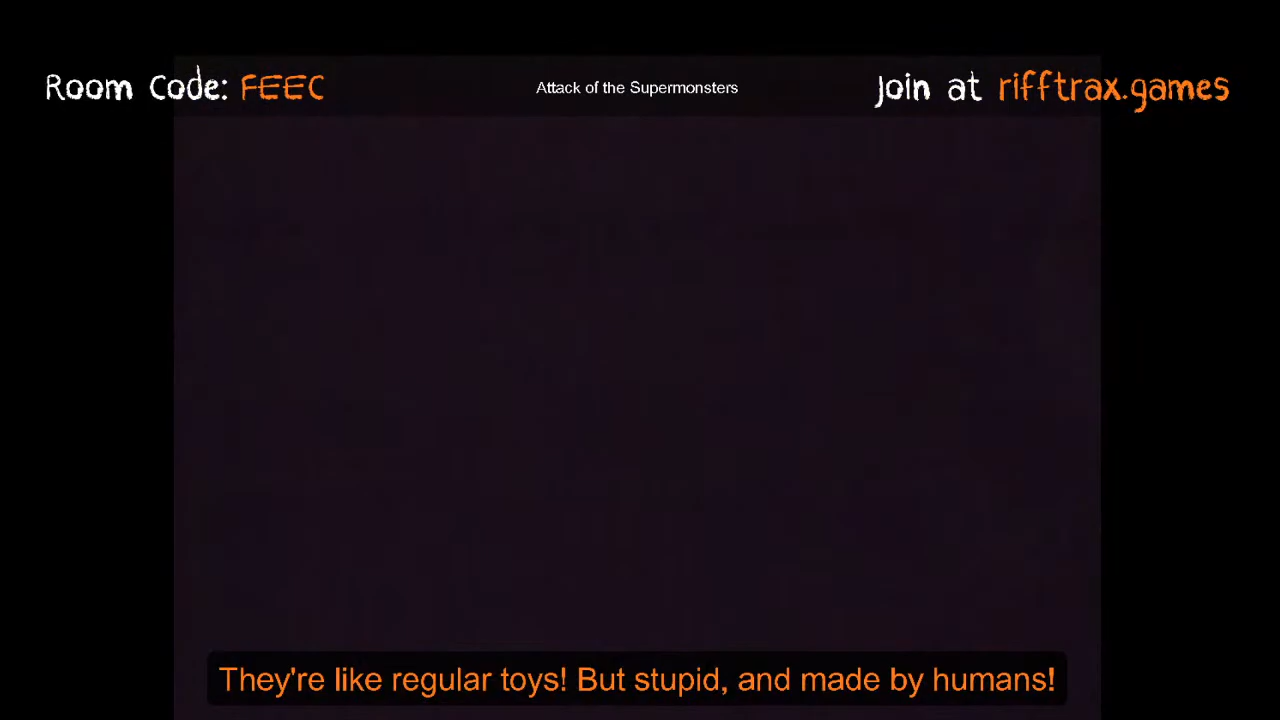 Room Code: FEEC
Attack of the Supermonsters
Join at rifftrax.games
They're like regular toys! But stupid, and made by humans!